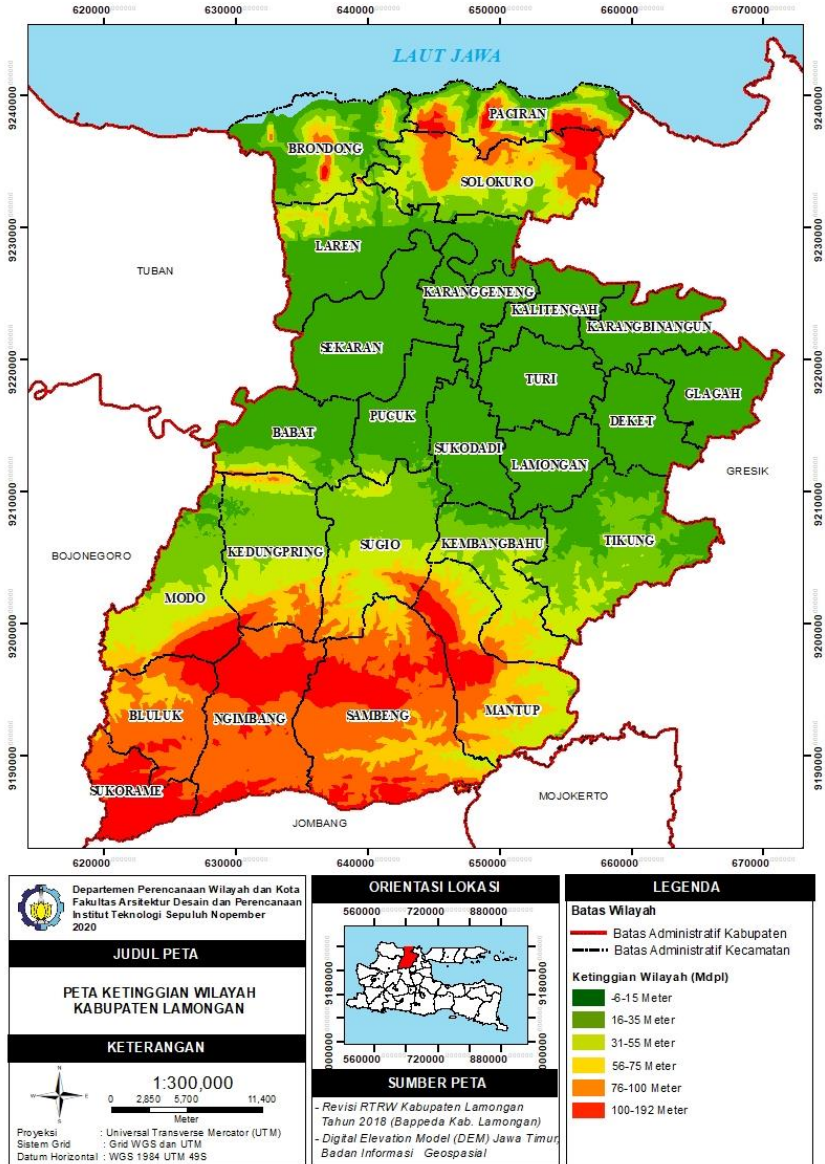 620000 630000 640000 650000 660000 670000
LAUT JAWA
9240000
9240000
PACIRAN
BRONDONG
SOLOKURO
9230000
9230000
LAREN
TUBAN
KARANGGENENG
KALITENGAH
KARANGBINANGUN
SEKARAN
9220000
9220000
TURI
GLAGAH
PUCUK
DEKET
BABAT
SUKODADI
LAMONGAN
GRESIK
9210000
9210000
KEDUNGPRING
SUGIO
KEMBANGBAHU
TIKUNG
BOJONEGORO
MODO
9200000
9200000
BLULUK
NGIMBANG
SAMBENG
MANTUP
9190000
9190000
SUKORAME
MOJOKERTO
JOMBANG
620000 630000 640000 650000 660000 670000
Departemen Perencanaan Wilayah dan Kota
Fakultas Arsitektur Desain dan Perencanaan
Institut Teknologi Sepuluh Nopember
2020
JUDUL PETA
PETA KETINGGIAN WILAYAH
KABUPATEN LAMONGAN
KETERANGAN
N
W E
S
1:300,000
0 2,850 5,700 11,400
Meter
Proyeksi : Universal Transverse Mercator (UTM)
Sistem Grid : Grid WGS dan UTM
Datum Horizontal : WGS 1984 UTM 49S
ORIENTASI LOKASI
560000 720000 880000
9180000
9180000
560000 720000 880000
SUMBER PETA
- Revisi RTRW Kabupaten Lamongan
Tahun 2018 (Bappeda Kab. Lamongan)
- Digital Elevation Model (DEM) Jawa Timur,
Badan Informasi Geospasial
LEGENDA
Batas Wilayah
Batas Administratif Kabupaten
Batas Administratif Kecamatan
Ketinggian Wilayah (Mdpl)
-6-15 Meter
16-35 Meter
31-55 Meter
56-75 Meter
76-100 Meter
100-192 Meter